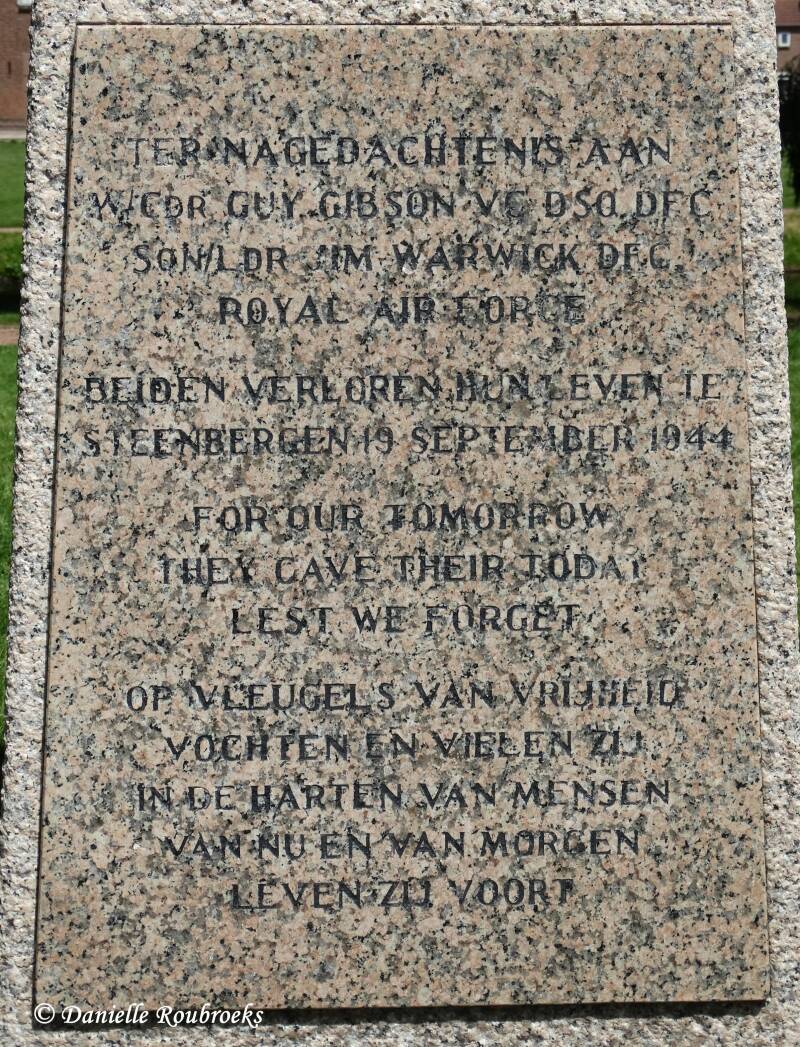 TER NAGEDACHTENIS AAN
W/CDR GUY GIBSON VC DSO DFC
SQN/LDR JIM WARWICK DFC
ROYAL AIR FORCE
BEIDEN VERLOREN HUN LEVEN TE
STEENBERGEN 19 SEPTEMBER 1944
FOR OUR TOMORROW
THEY GAVE THEIR TODAY
LEST WE FORGET
OP VLEUGELS VAN VRIJHEID
VOCHTEN EN VIELEN ZIJ
IN DE HARTEN VAN MENSEN
VAN NU EN VAN MORGEN
LEVEN ZIJ VOORT
© Danielle Roubroeks